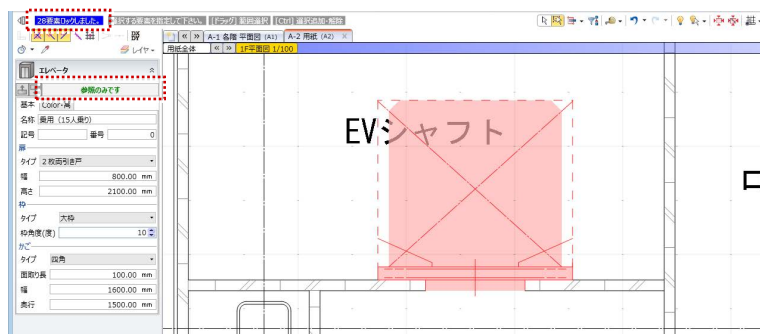 28要素ロックしました。 選択する要素を指定して下さい。 [[ドラッグ] 範囲選択 [[Ctrl] 選択追加・解除
レイヤー
« » A-1 各階 平面図 (A1) A-2 用紙 (A2) ×
用紙全体 « » 1F平面図 1/100
エレベータ
参照のみです
基本 Color・高
名称 乗用 (15人乗り)
記号 番号 0
扉
タイプ 2枚両引き戸
幅 800.00 mm
高さ 2100.00 mm
枠
タイプ 大枠
枠角度(度) 10
かご
タイプ 四角
面取り長 100.00 mm
幅 1600.00 mm
奥行 1500.00 mm
EVシャフト